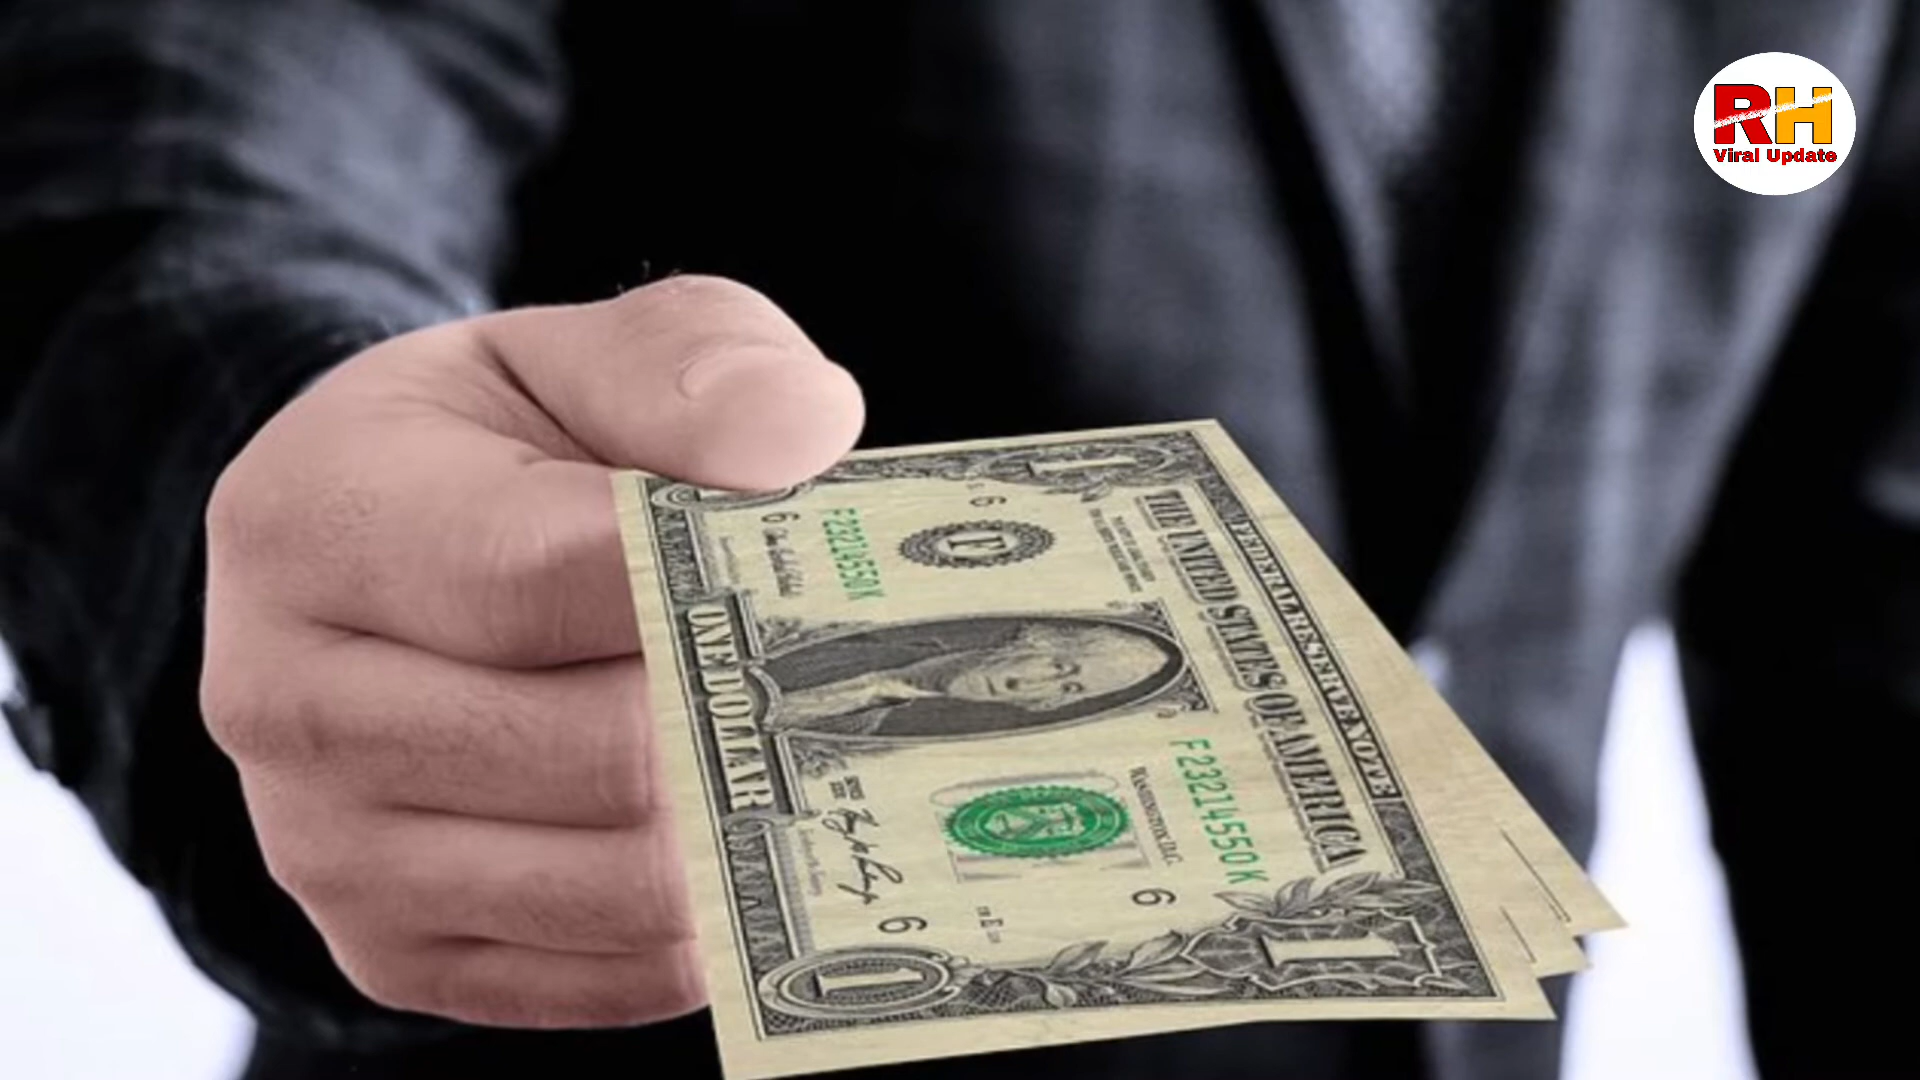 RH
Viral Update
FEDERAL RESERVE NOTE
THE UNITED STATES OF AMERICA
F23214550K
WASHINGTON, D.C.
6
6
F
6
F23214550K
6
ONE DOLLAR
1
1
1